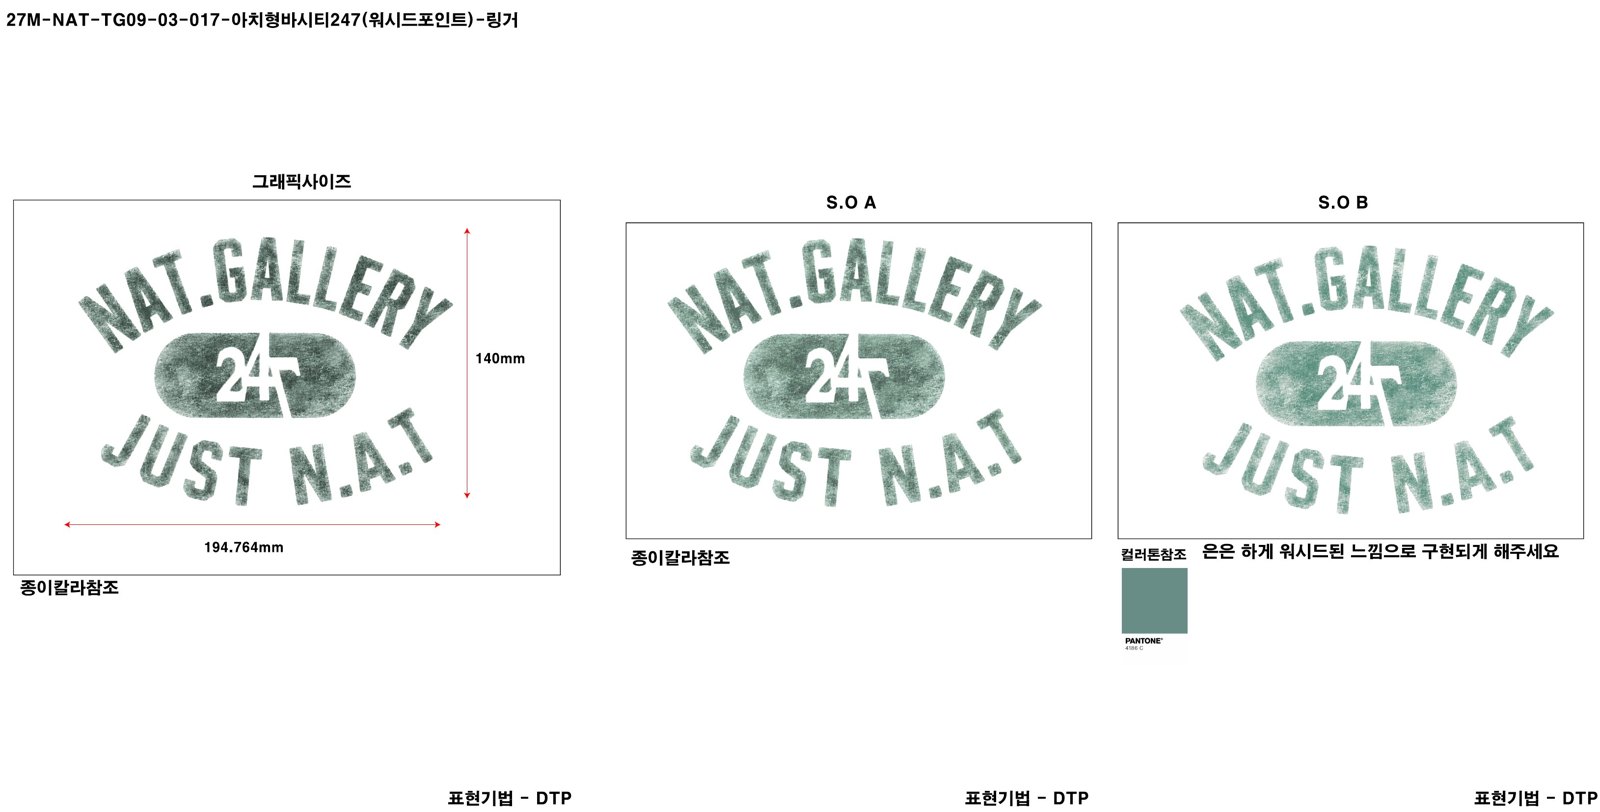 27M-NAT-TG09-03-017-아치형바시티247(워시드포인트)-링거
그래픽사이즈
NAT.GALLERY
247
JUST N.A.T
140mm
194.764mm
종이칼라참조
표현기법 - DTP
S.O A
NAT.GALLERY
247
JUST N.A.T
종이칼라참조
표현기법 - DTP
S.O B
NAT.GALLERY
247
JUST N.A.T
컬러톤참조
은은 하게 워시드된 느낌으로 구현되게 해주세요
PANTONE®
4186 C
표현기법 - DTP